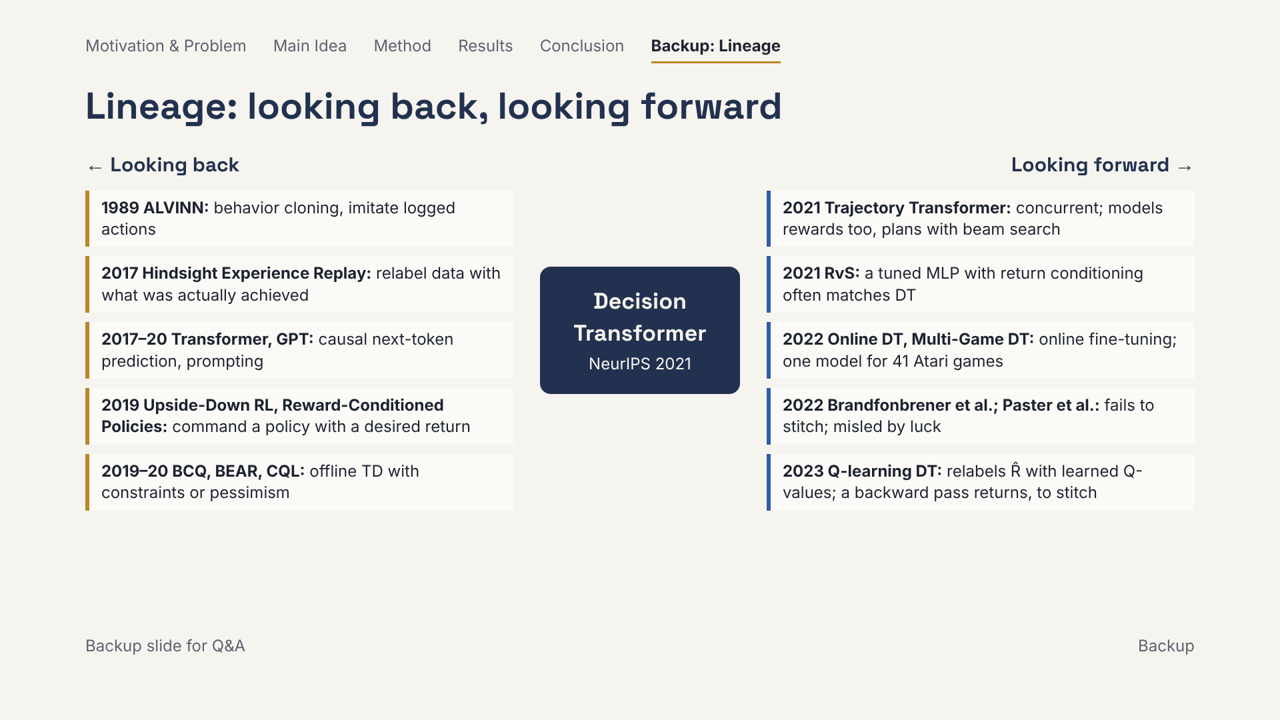 Motivation & Problem Main Idea Method Results Conclusion Backup: Lineage
Lineage: looking back, looking forward
← Looking back
1989 ALVINN: behavior cloning, imitate logged
actions
2017 Hindsight Experience Replay: relabel data with
what was actually achieved
2017–20 Transformer, GPT: causal next-token
prediction, prompting
2019 Upside-Down RL, Reward-Conditioned
Policies: command a policy with a desired return
2019–20 BCQ, BEAR, CQL: offline TD with
constraints or pessimism
Decision
Transformer
NeurIPS 2021
Looking forward →
2021 Trajectory Transformer: concurrent; models
rewards too, plans with beam search
2021 RvS: a tuned MLP with return conditioning
often matches DT
2022 Online DT, Multi-Game DT: online fine-tuning;
one model for 41 Atari games
2022 Brandfonbrener et al.; Paster et al.: fails to
stitch; misled by luck
2023 Q-learning DT: relabels R̂ with learned Q-
values; a backward pass returns, to stitch
Backup slide for Q&A
Backup